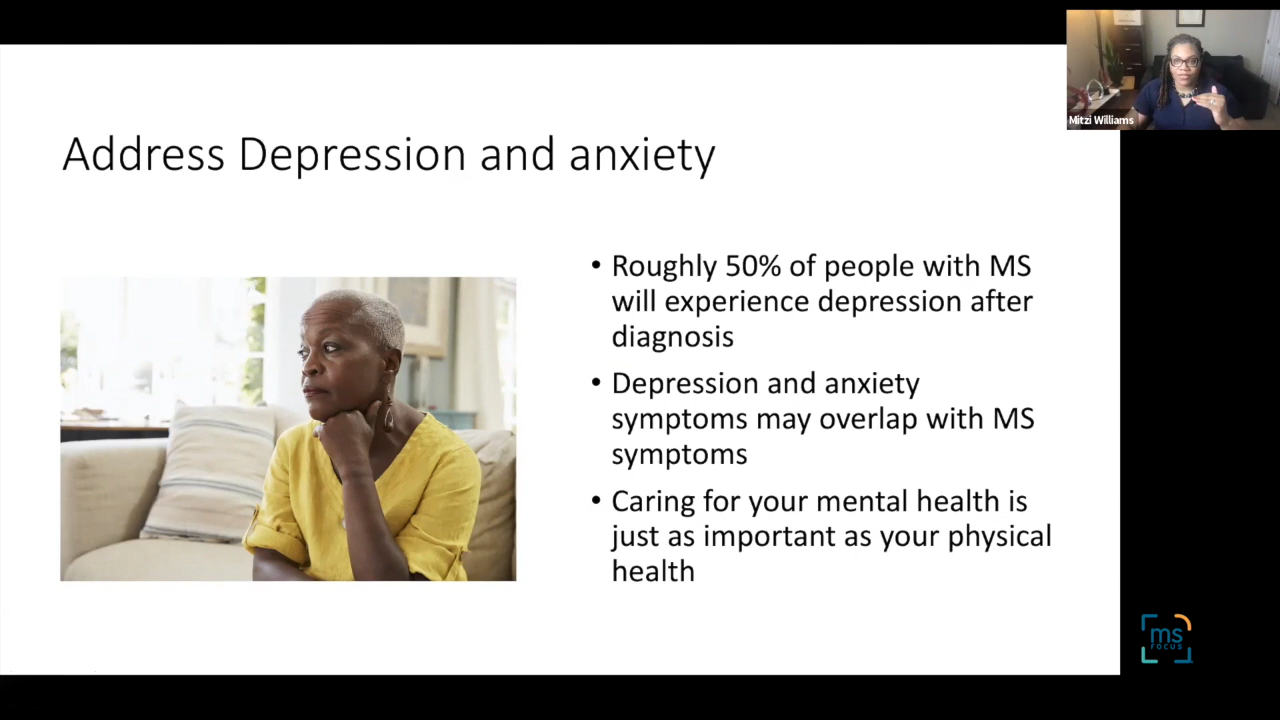 Mitzi Williams
Address Depression and anxiety
• Roughly 50% of people with MS
will experience depression after
diagnosis
• Depression and anxiety
symptoms may overlap with MS
symptoms
• Caring for your mental health is
just as important as your physical
health
ms
FOCUS